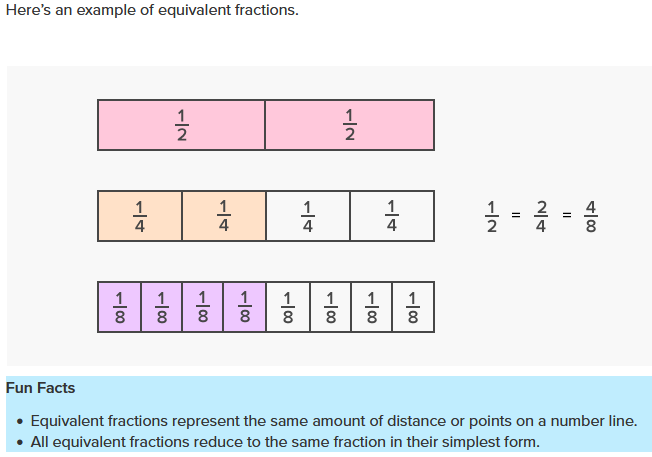 Here's an example of equivalent fractions.
1/2 1/2
1/4 1/4 1/4 1/4
1/2 = 2/4 = 4/8
1/8 1/8 1/8 1/8 1/8 1/8 1/8 1/8
Fun Facts
• Equivalent fractions represent the same amount of distance or points on a number line.
• All equivalent fractions reduce to the same fraction in their simplest form.